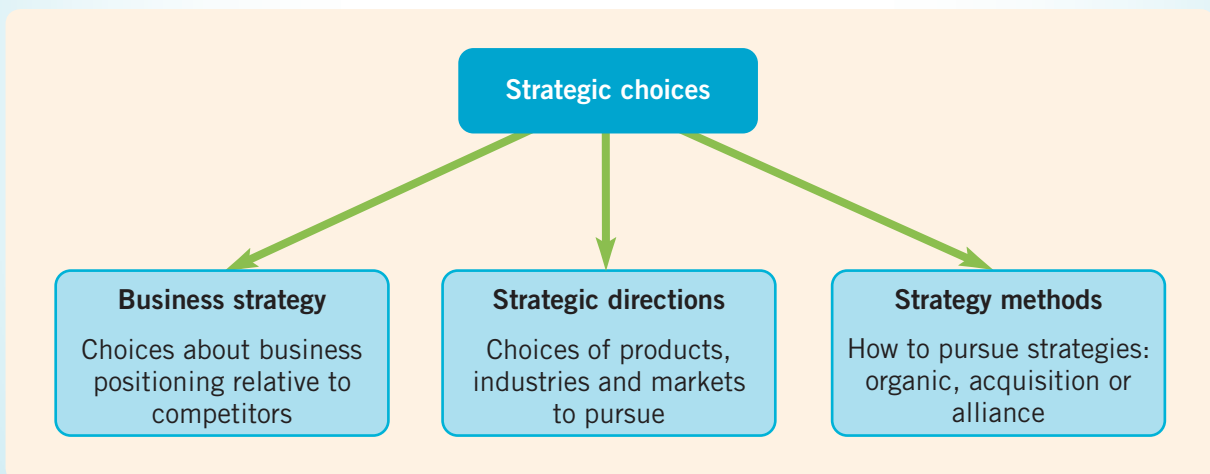 Strategic choices
Business strategy
Choices about business
positioning relative to
competitors
Strategic directions
Choices of products,
industries and markets
to pursue
Strategy methods
How to pursue strategies:
organic, acquisition or
alliance